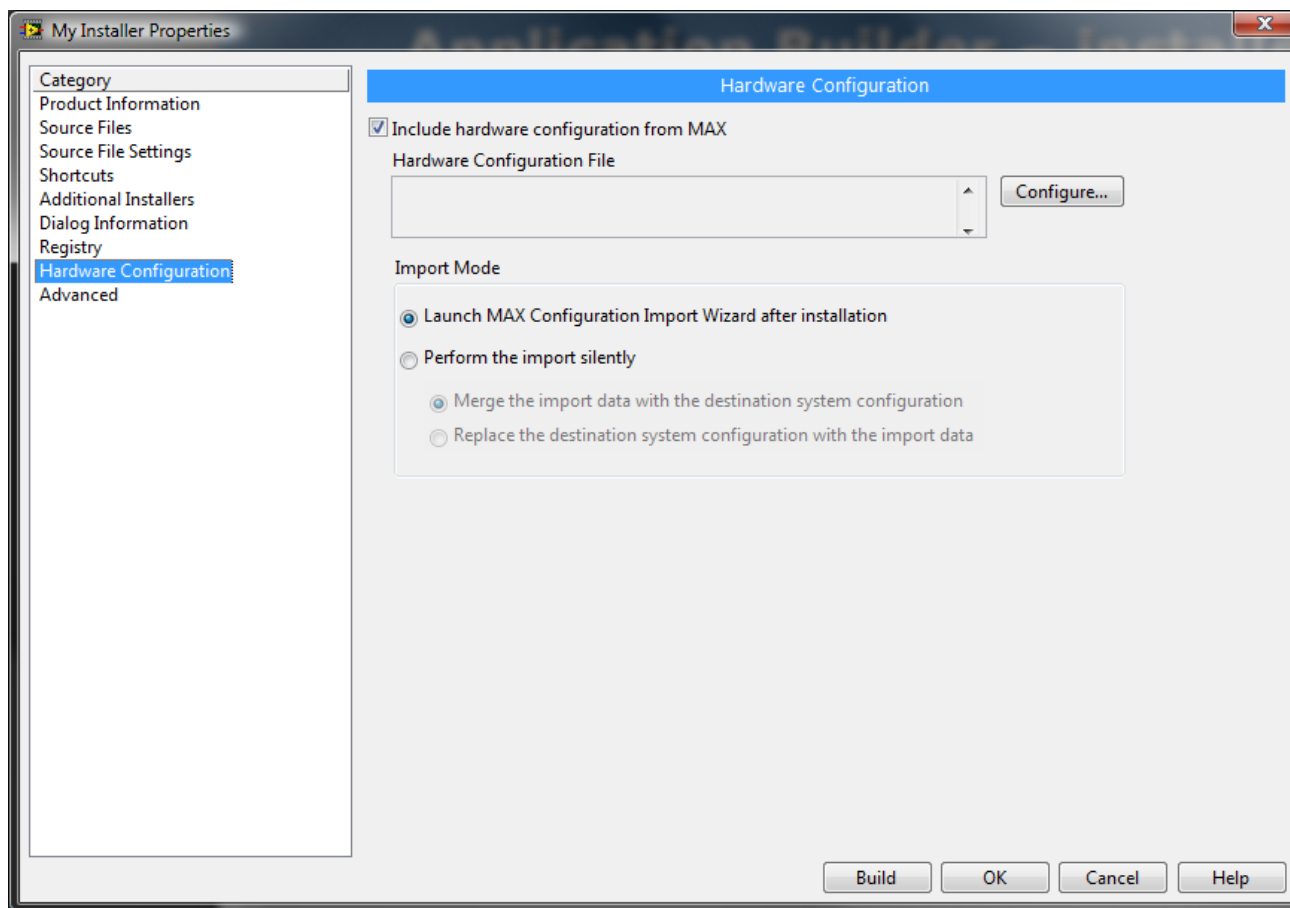 Application Builder – Installe
My Installer Properties
X
Category
Product Information
Source Files
Source File Settings
Shortcuts
Additional Installers
Dialog Information
Registry
Hardware Configuration
Advanced
Hardware Configuration
Include hardware configuration from MAX
Hardware Configuration File
Configure...
Import Mode
Launch MAX Configuration Import Wizard after installation
Perform the import silently
Merge the import data with the destination system configuration
Replace the destination system configuration with the import data
Build
OK
Cancel
Help